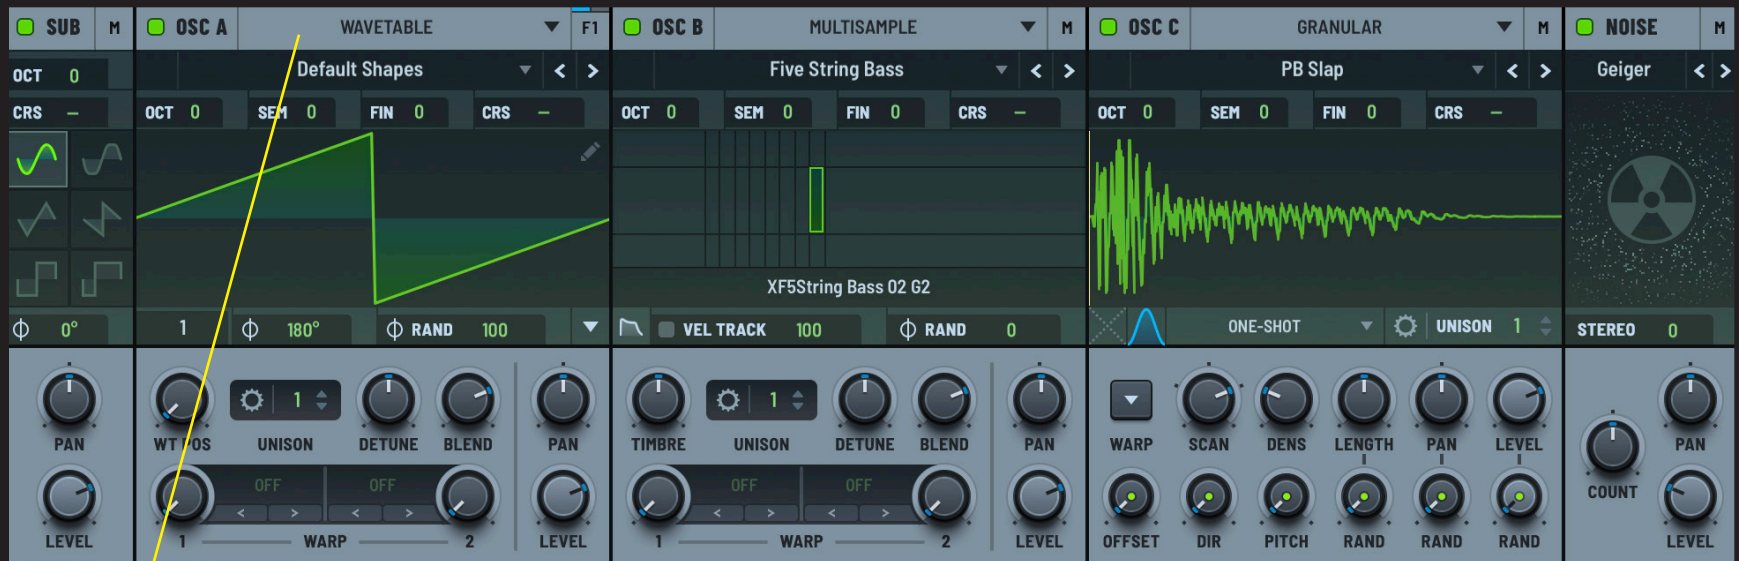 SUB M OSC A WAVETABLE F1 OSC B MULTISAMPLE M OSC C GRANULAR M NOISE M
OCT 0 Default Shapes < > Five String Bass < > PB Slap < > Geiger < >
CRS – OCT 0 SEM 0 FIN 0 CRS – OCT 0 SEM 0 FIN 0 CRS – OCT 0 SEM 0 FIN 0 CRS –
XF5String Bass 02 G2
0° 1 180° RAND 100 VEL TRACK 100 RAND 0 ONE-SHOT UNISON 1 STEREO 0
1 1
PAN WT POS UNISON DETUNE BLEND PAN TIMBRE UNISON DETUNE BLEND PAN WARP SCAN DENS LENGTH PAN LEVEL PAN
OFF OFF OFF OFF
COUNT
< > < > < > < >
LEVEL 1 WARP 2 LEVEL 1 WARP 2 LEVEL OFFSET DIR PITCH RAND RAND RAND LEVEL